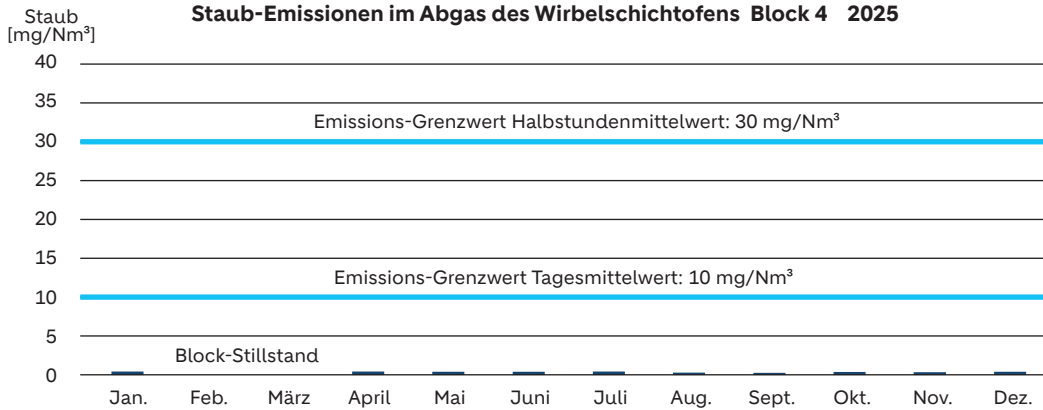 Staub-Emissionen im Abgas des Wirbelschichtofens Block 4 2025
Staub
[mg/Nm³]
40
35
Emissions-Grenzwert Halbstundenmittelwert: 30 mg/Nm³
30
25
20
15
Emissions-Grenzwert Tagesmittelwert: 10 mg/Nm³
10
5
Block-Stillstand
0
Jan. Feb. März April Mai Juni Juli Aug. Sept. Okt. Nov. Dez.